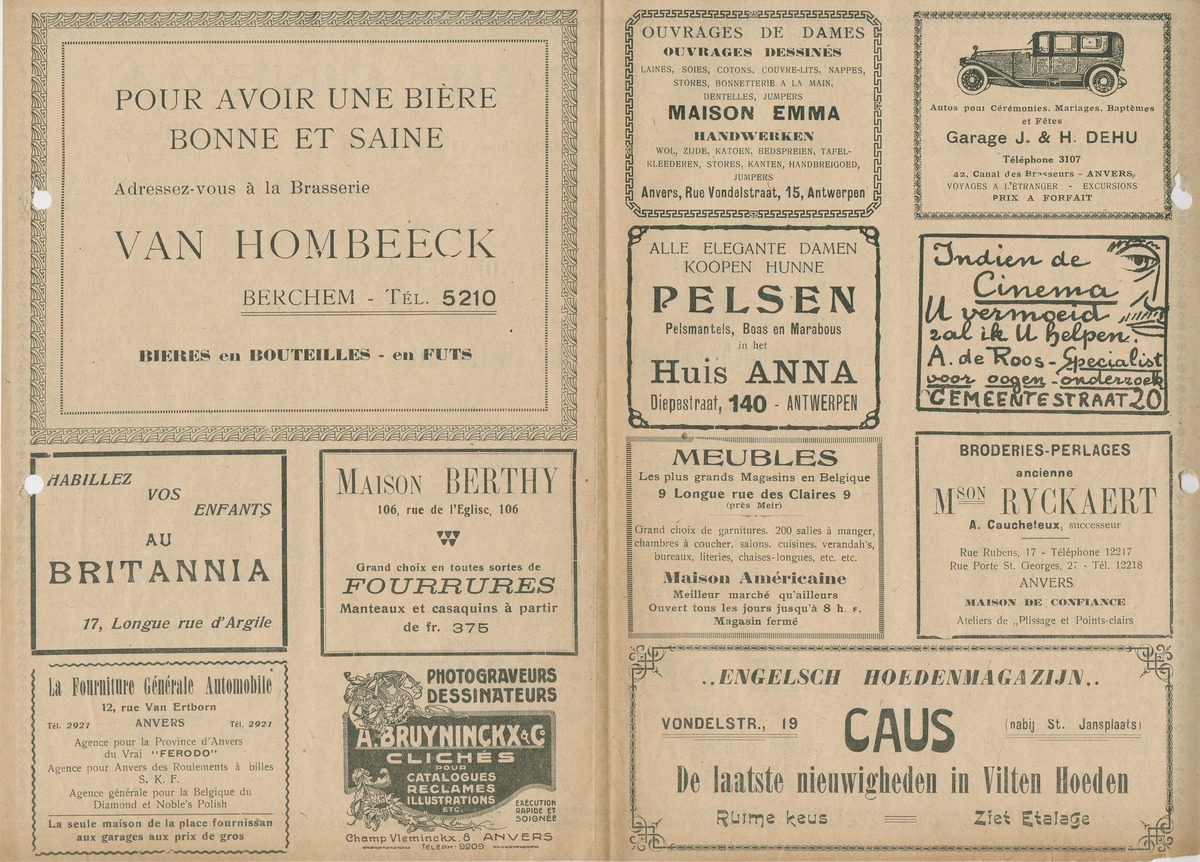 POUR AVOIR UNE BIÈRE
BONNE ET SAINE
Adressez-vous à la Brasserie
VAN HOMBEECK
BERCHEM - TÉL. 5210
BIERES en BOUTEILLES - en FUTS
HABILLEZ
VOS
ENFANTS
AU
BRITANNIA
17, Longue rue d'Argile
MAISON BERTHY
106, rue de l'Eglise, 106
Grand choix en toutes sortes de
FOURRURES
Manteaux et casaquins à partir
de fr. 375
La Fourniture Générale Automobile
12, rue Van Ertborn
Tél. 2921 ANVERS Tél. 2921
Agence pour la Province d'Anvers
du Vrai "FERODO"
Agence pour Anvers des Roulements à billes
S. K. F.
Agence générale pour la Belgique du
Diamond et Noble's Polish
La seule maison de la place fournissan
aux garages aux prix de gros
PHOTOGRAVEURS
DESSINATEURS
A. BRUYNINCKX & C°
CLICHÉS
POUR
CATALOGUES
RECLAMES
ILLUSTRATIONS
ETC.
EXÉCUTION
RAPIDE ET
SOIGNÉE
Champ Vleminckx. 8 ANVERS
TELEPH·9209
OUVRAGES DE DAMES
OUVRAGES DESSINÉS
LAINES, SOIES, COTONS, COUVRE-LITS, NAPPES,
STORES, BONNETTERIE A LA MAIN,
DENTELLES, JUMPERS
MAISON EMMA
HANDWERKEN
WOL, ZIJDE, KATOEN, BEDSPREIEN, TAFEL-
KLEEDEREN, STORES, KANTEN, HANDBREIGOED,
JUMPERS
Anvers, Rue Vondelstraat, 15, Antwerpen
Autos pour Cérémonies, Mariages, Baptêmes
et Fêtes
Garage J. & H. DEHU
Téléphone 3107
42, Canal des Brasseurs - ANVERS,
VOYAGES A L'ÉTRANGER - EXCURSIONS
PRIX A FORFAIT
ALLE ELEGANTE DAMEN
KOOPEN HUNNE
PELSEN
Pelsmantels, Boas en Marabous
in het
Huis ANNA
Diepestraat, 140 - ANTWERPEN
Indien de
Cinema
U vermoeid
zal ik U helpen.
A. de Roos - Specialist
voor oogen-onderzoek
GEMEENTESTRAAT 20
MEUBLES
Les plus grands Magasins en Belgique
9 Longue rue des Claires 9
(près Meir)
Grand choix de garnitures. 200 salles à manger,
chambres à coucher, salons, cuisines, verandah's,
bureaux, literies, chaises-longues, etc. etc.
Maison Américaine
Meilleur marché qu'ailleurs
Ouvert tous les jours jusqu'à 8 h. s.
Magasin fermé
BRODERIES-PERLAGES
ancienne
MSON RYCKAERT
A. Caucheteux, successeur
Rue Rubens, 17 - Téléphone 12217
Rue Porte St. Georges, 27 - Tél. 12218
ANVERS
MAISON DE CONFIANCE
Ateliers de „Plissage et Points-clairs
..ENGELSCH HOEDENMAGAZIJN..
VONDELSTR., 19 CAUS (nabij St. Jansplaats)
De laatste nieuwigheden in Vilten Hoeden
Ruime keus Ziet Etalage